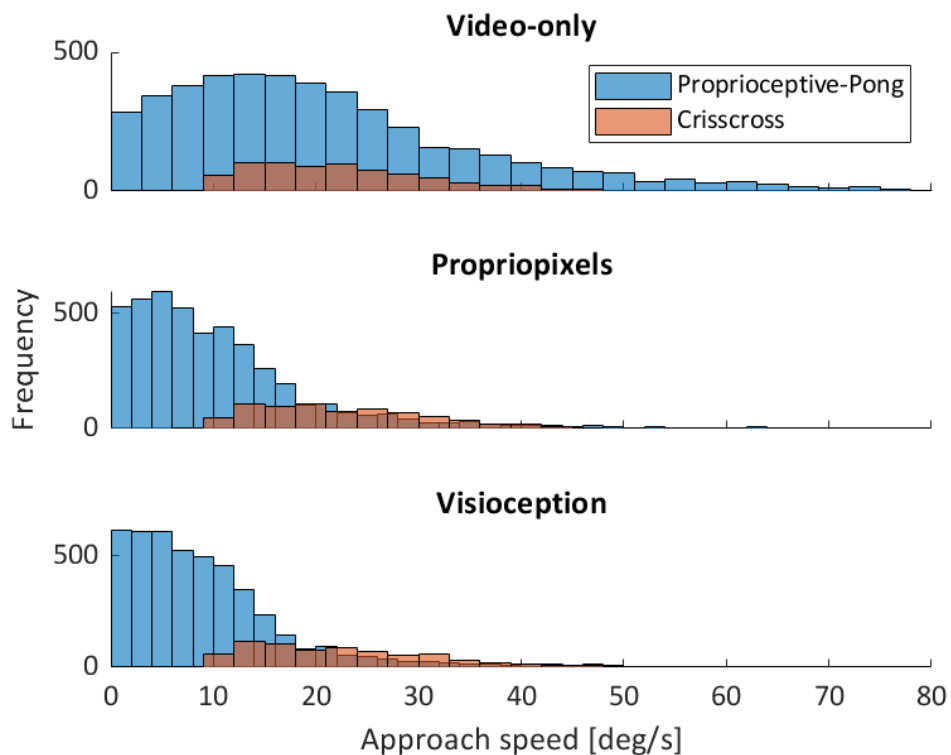 Video-only
500
0
Proprioceptive-Pong
Crisscross
Propriopixels
500
0
Frequency
Visioception
500
0
0 10 20 30 40 50 60 70 80
Approach speed [deg/s]